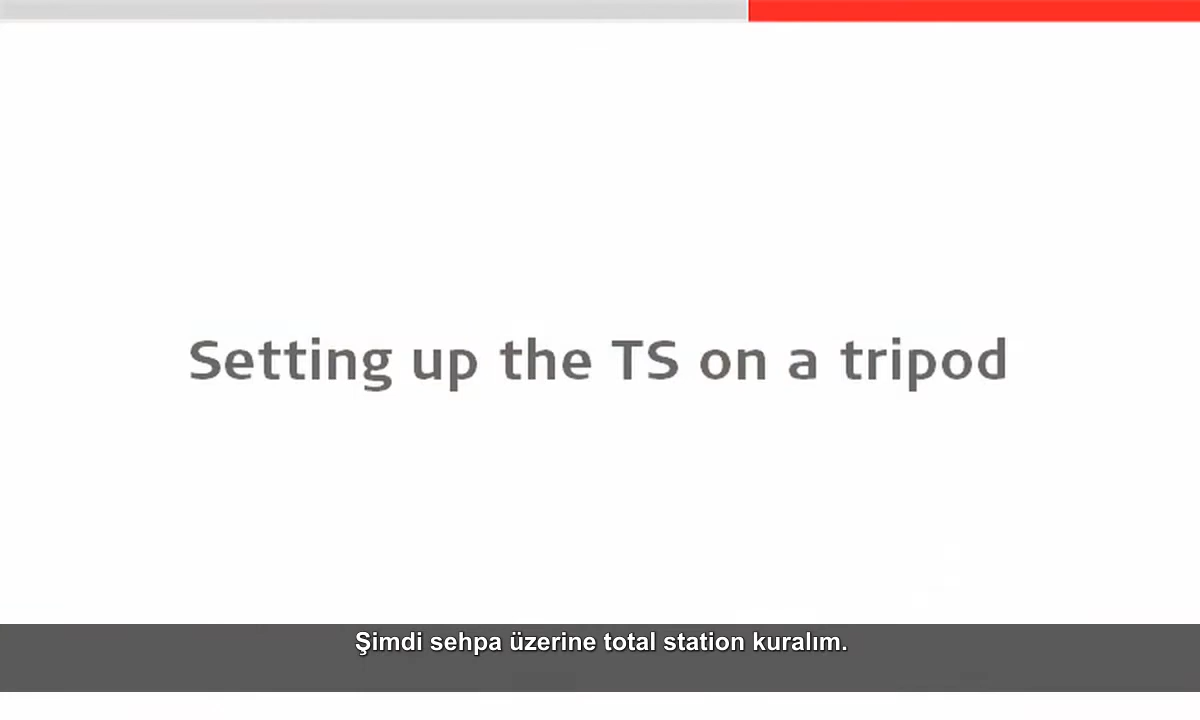 Setting up the TS on a tripod
Şimdi sehpa üzerine total station kuralım.